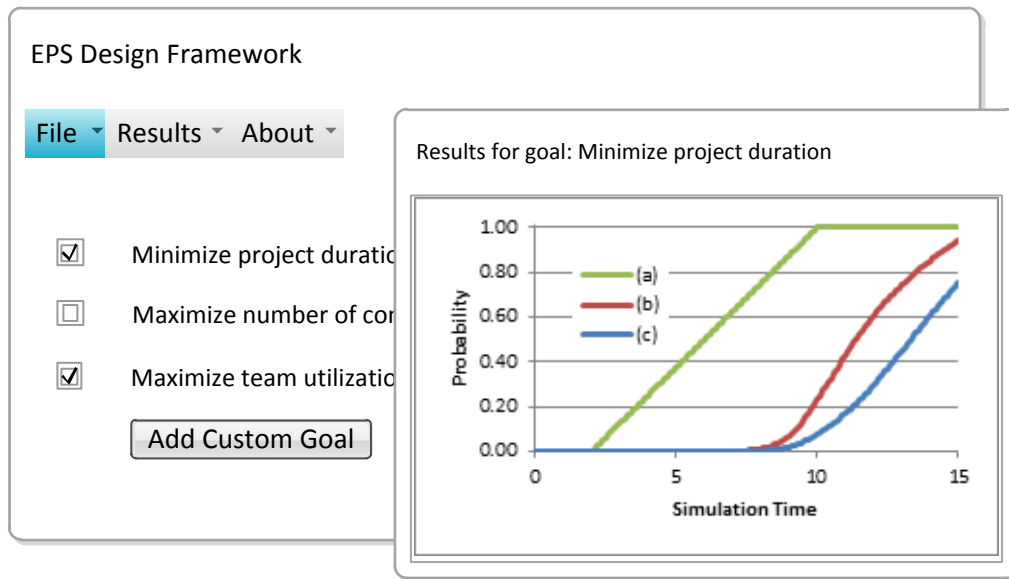 EPS Design Framework
File Results About
Minimize project duratio
Maximize number of cor
Maximize team utilizatio
Add Custom Goal
Results for goal: Minimize project duration
Probability
1.00
0.80
0.60
0.40
0.20
0.00
(a)
(b)
(c)
0 5 10 15
Simulation Time